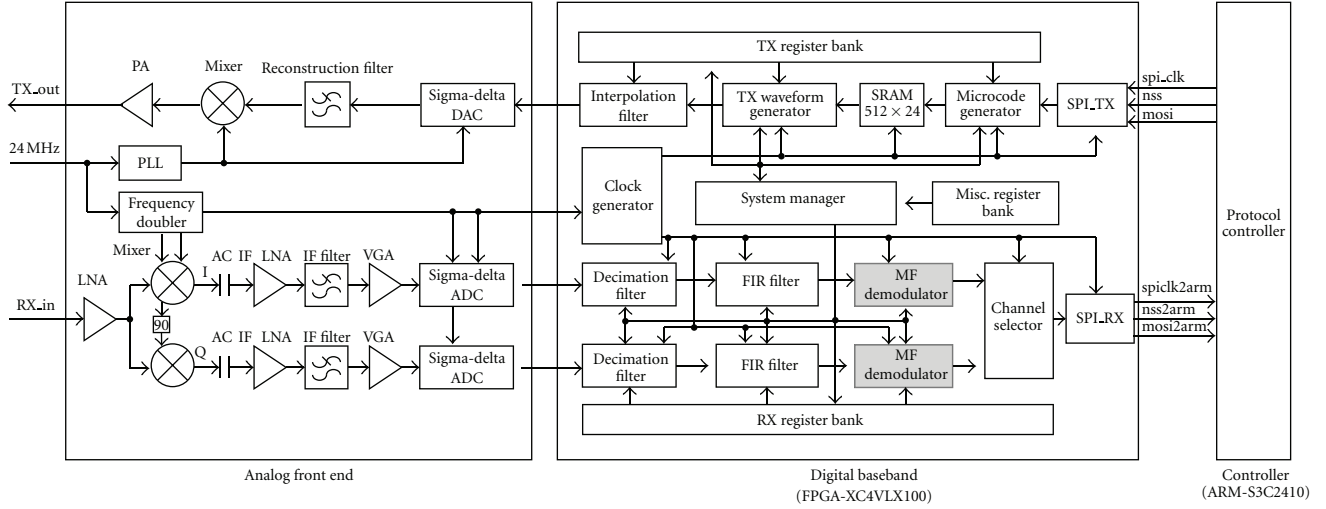 TX register bank
PA
Mixer
Reconstruction filter
TX_out
Sigma-delta
DAC
Interpolation
filter
TX waveform
generator
SRAM
512 × 24
Microcode
generator
SPI_TX
spi_clk
nss
mosi
24 MHz
PLL
Clock
generator
Frequency
doubler
System manager
Misc. register
bank
Protocol
controller
Mixer
LNA
I
AC IF LNA IF filter VGA
Sigma-delta
ADC
Decimation
filter
FIR filter
MF
demodulator
RX_in
90
Channel
selector
SPI_RX
spiclk2arm
nss2arm
mosi2arm
Q
AC IF LNA IF filter VGA
Sigma-delta
ADC
Decimation
filter
FIR filter
MF
demodulator
RX register bank
Analog front end
Digital baseband
(FPGA-XC4VLX100)
Controller
(ARM-S3C2410)